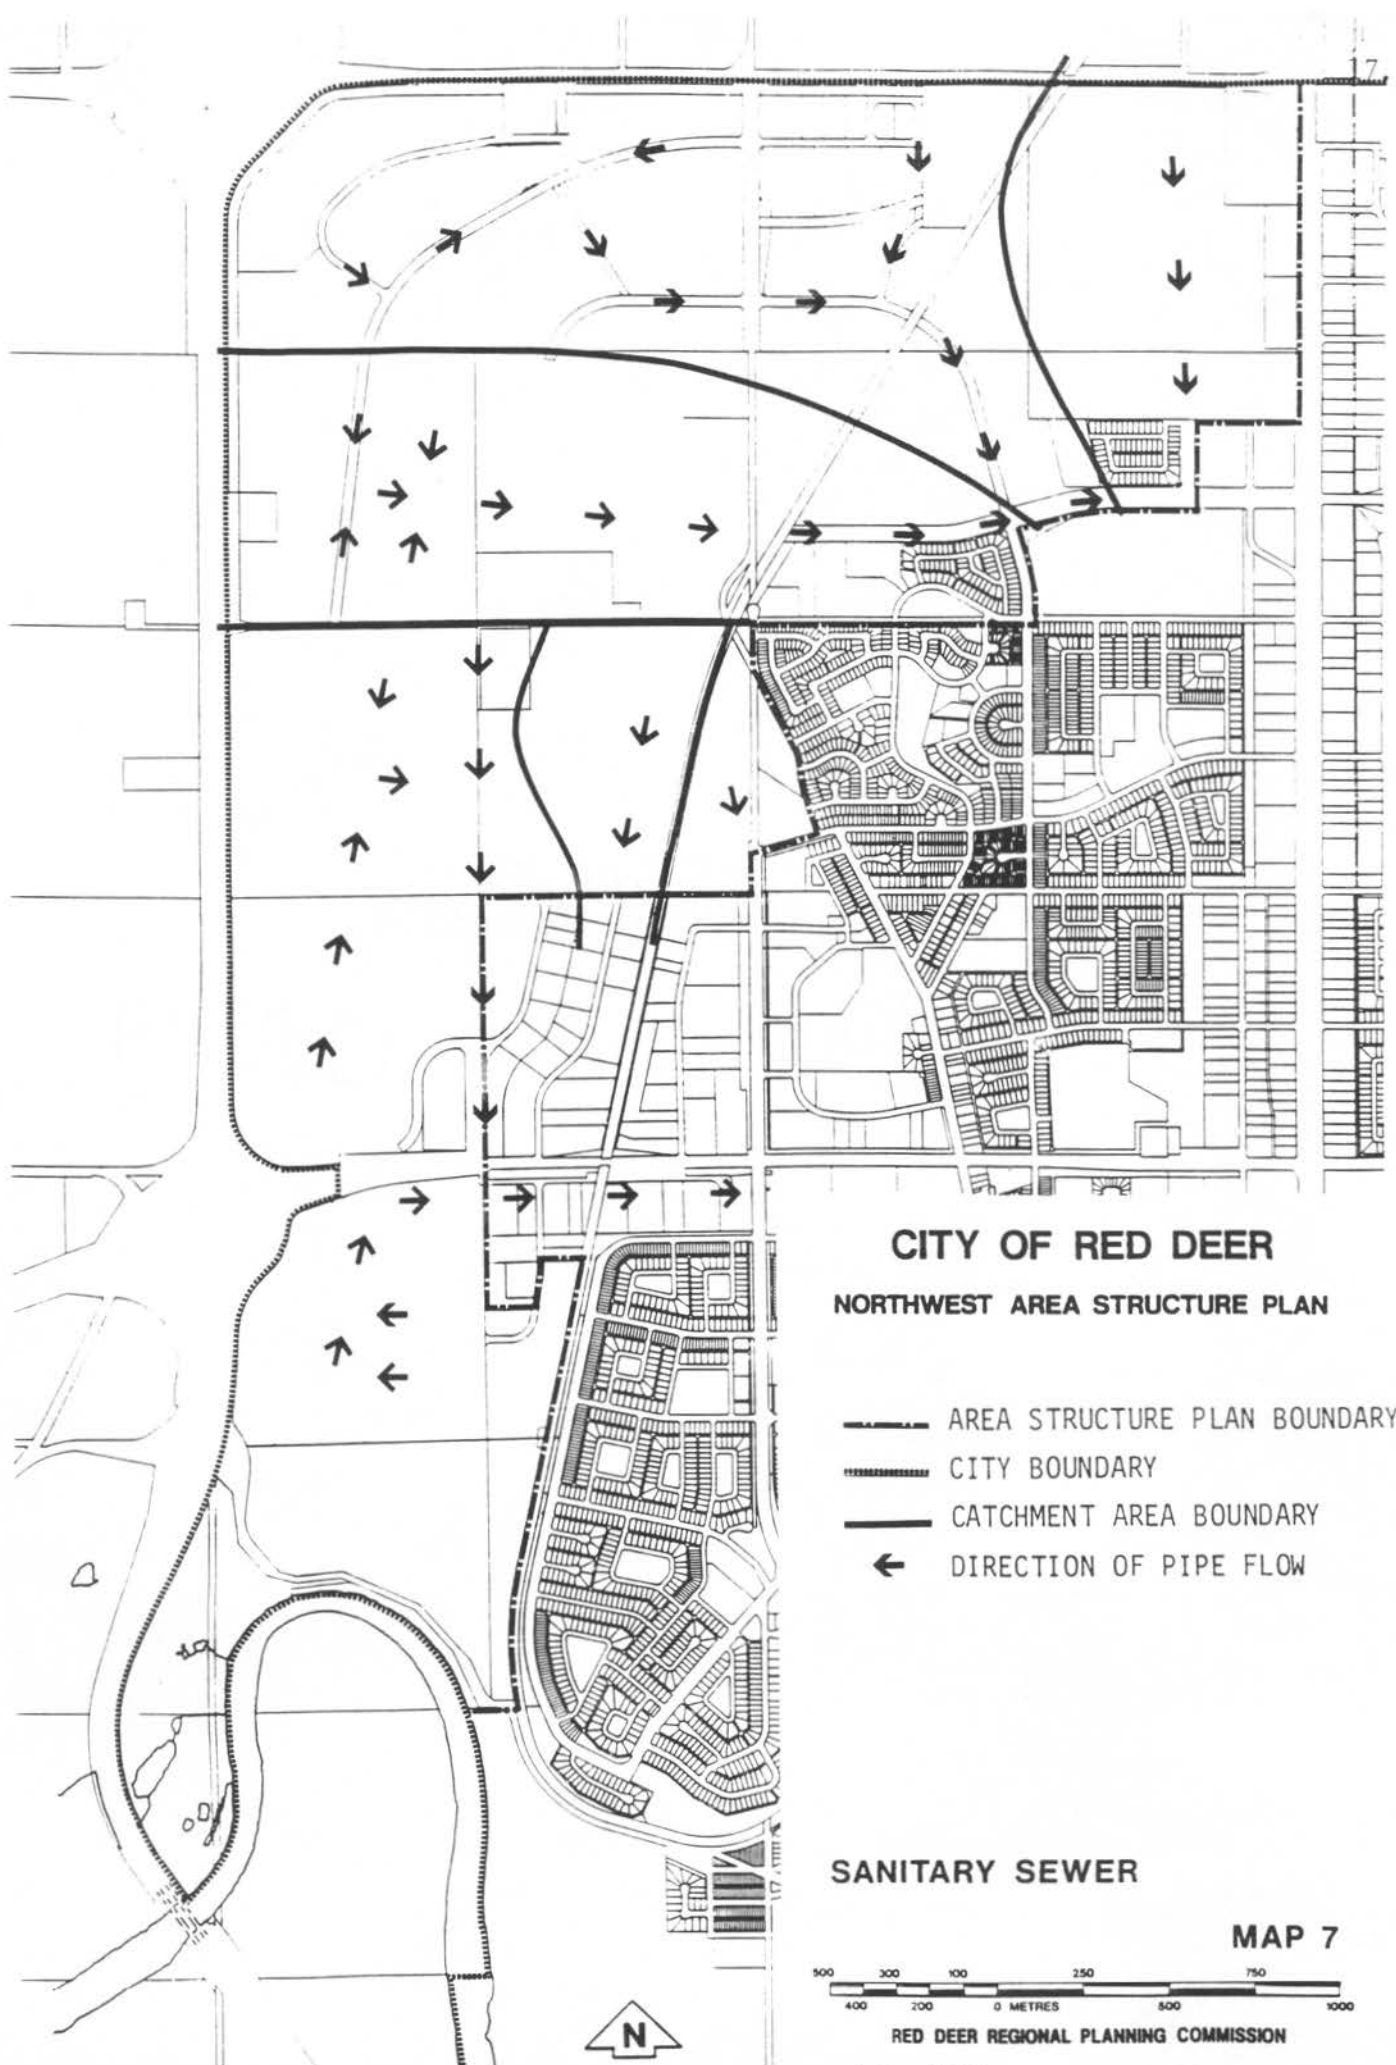 7
CITY OF RED DEER
NORTHWEST AREA STRUCTURE PLAN
AREA STRUCTURE PLAN BOUNDARY
CITY BOUNDARY
CATCHMENT AREA BOUNDARY
DIRECTION OF PIPE FLOW
SANITARY SEWER
MAP 7
500 300 100 250 750
400 200 0 METRES 500 1000
RED DEER REGIONAL PLANNING COMMISSION
N